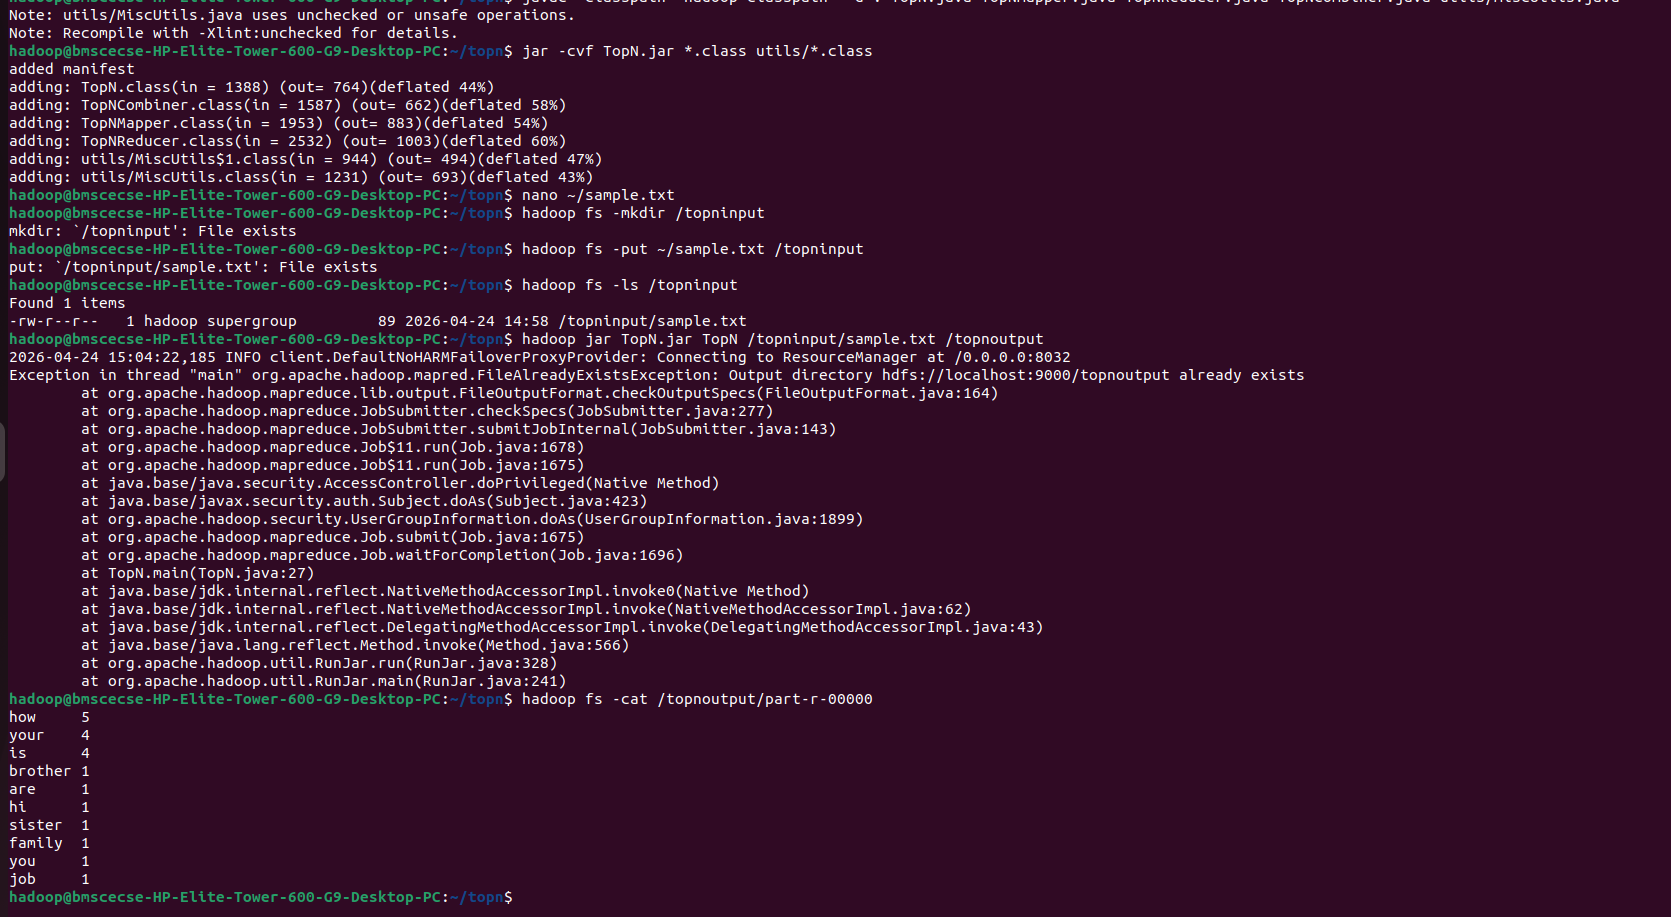 Note: utils/MiscUtils.java uses unchecked or unsafe operations.
Note: Recompile with -Xlint:unchecked for details.
hadoop@bmscecse-HP-Elite-Tower-600-G9-Desktop-PC:~/topn$ jar -cvf TopN.jar *.class utils/*.class
added manifest
adding: TopN.class(in = 1388) (out= 764)(deflated 44%)
adding: TopNCombiner.class(in = 1587) (out= 662)(deflated 58%)
adding: TopNMapper.class(in = 1953) (out= 883)(deflated 54%)
adding: TopNReducer.class(in = 2532) (out= 1003)(deflated 60%)
adding: utils/MiscUtils$1.class(in = 944) (out= 494)(deflated 47%)
adding: utils/MiscUtils.class(in = 1231) (out= 693)(deflated 43%)
hadoop@bmscecse-HP-Elite-Tower-600-G9-Desktop-PC:~/topn$ nano ~/sample.txt
hadoop@bmscecse-HP-Elite-Tower-600-G9-Desktop-PC:~/topn$ hadoop fs -mkdir /topninput
mkdir: `/topninput': File exists
hadoop@bmscecse-HP-Elite-Tower-600-G9-Desktop-PC:~/topn$ hadoop fs -put ~/sample.txt /topninput
put: `/topninput/sample.txt': File exists
hadoop@bmscecse-HP-Elite-Tower-600-G9-Desktop-PC:~/topn$ hadoop fs -ls /topninput
Found 1 items
-rw-r--r--   1 hadoop supergroup         89 2026-04-24 14:58 /topninput/sample.txt
hadoop@bmscecse-HP-Elite-Tower-600-G9-Desktop-PC:~/topn$ hadoop jar TopN.jar TopN /topninput/sample.txt /topnoutput
2026-04-24 15:04:22,185 INFO client.DefaultNoHARMFailoverProxyProvider: Connecting to ResourceManager at /0.0.0.0:8032
Exception in thread "main" org.apache.hadoop.mapred.FileAlreadyExistsException: Output directory hdfs://localhost:9000/topnoutput already exists
        at org.apache.hadoop.mapreduce.lib.output.FileOutputFormat.checkOutputSpecs(FileOutputFormat.java:164)
        at org.apache.hadoop.mapreduce.JobSubmitter.checkSpecs(JobSubmitter.java:277)
        at org.apache.hadoop.mapreduce.JobSubmitter.submitJobInternal(JobSubmitter.java:143)
        at org.apache.hadoop.mapreduce.Job$11.run(Job.java:1678)
        at org.apache.hadoop.mapreduce.Job$11.run(Job.java:1675)
        at java.base/java.security.AccessController.doPrivileged(Native Method)
        at java.base/javax.security.auth.Subject.doAs(Subject.java:423)
        at org.apache.hadoop.security.UserGroupInformation.doAs(UserGroupInformation.java:1899)
        at org.apache.hadoop.mapreduce.Job.submit(Job.java:1675)
        at org.apache.hadoop.mapreduce.Job.waitForCompletion(Job.java:1696)
        at TopN.main(TopN.java:27)
        at java.base/jdk.internal.reflect.NativeMethodAccessorImpl.invoke0(Native Method)
        at java.base/jdk.internal.reflect.NativeMethodAccessorImpl.invoke(NativeMethodAccessorImpl.java:62)
        at java.base/jdk.internal.reflect.DelegatingMethodAccessorImpl.invoke(DelegatingMethodAccessorImpl.java:43)
        at java.base/java.lang.reflect.Method.invoke(Method.java:566)
        at org.apache.hadoop.util.RunJar.run(RunJar.java:328)
        at org.apache.hadoop.util.RunJar.main(RunJar.java:241)
hadoop@bmscecse-HP-Elite-Tower-600-G9-Desktop-PC:~/topn$ hadoop fs -cat /topnoutput/part-r-00000
how     5
your    4
is      4
brother 1
are     1
hi      1
sister  1
family  1
you     1
job     1
hadoop@bmscecse-HP-Elite-Tower-600-G9-Desktop-PC:~/topn$